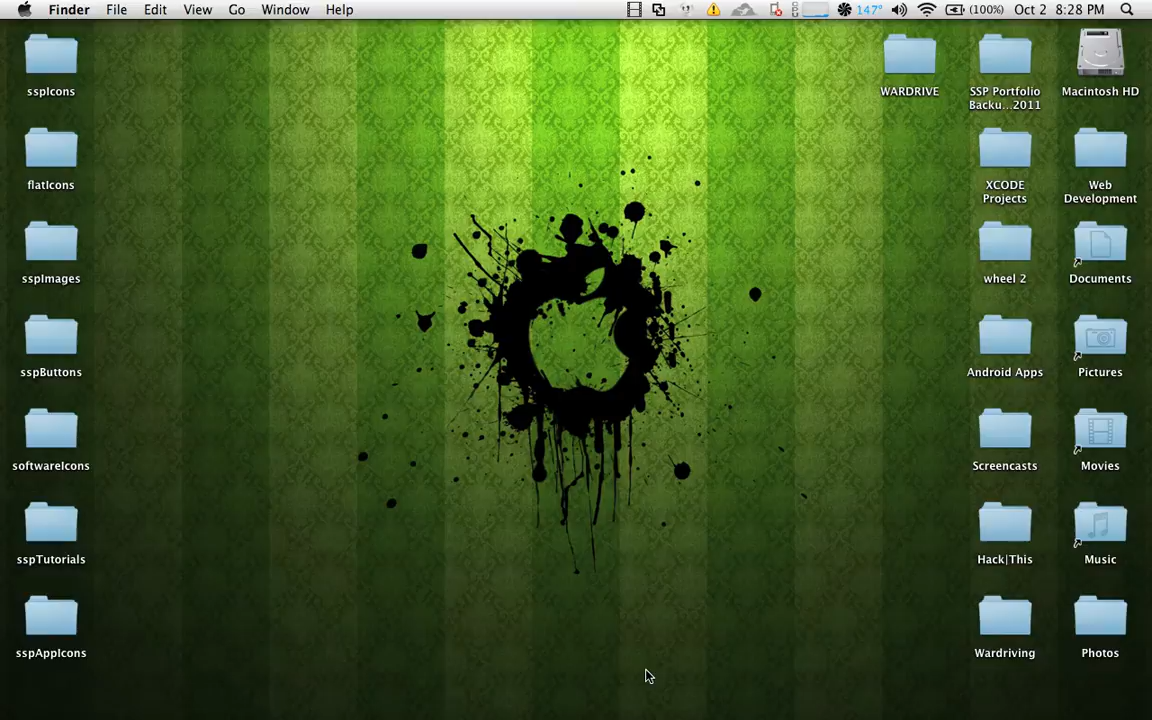 Finder File Edit View Go Window Help 147° (100%) Oct 2 8:28 PM
sspIcons
flatIcons
sspImages
sspButtons
softwareIcons
sspTutorials
sspAppIcons
WARDRIVE
SSP Portfolio
Backu...2011
XCODE
Projects
wheel 2
Android Apps
Screencasts
Hack|This
Wardriving
Macintosh HD
Web
Development
Documents
Pictures
Movies
Music
Photos